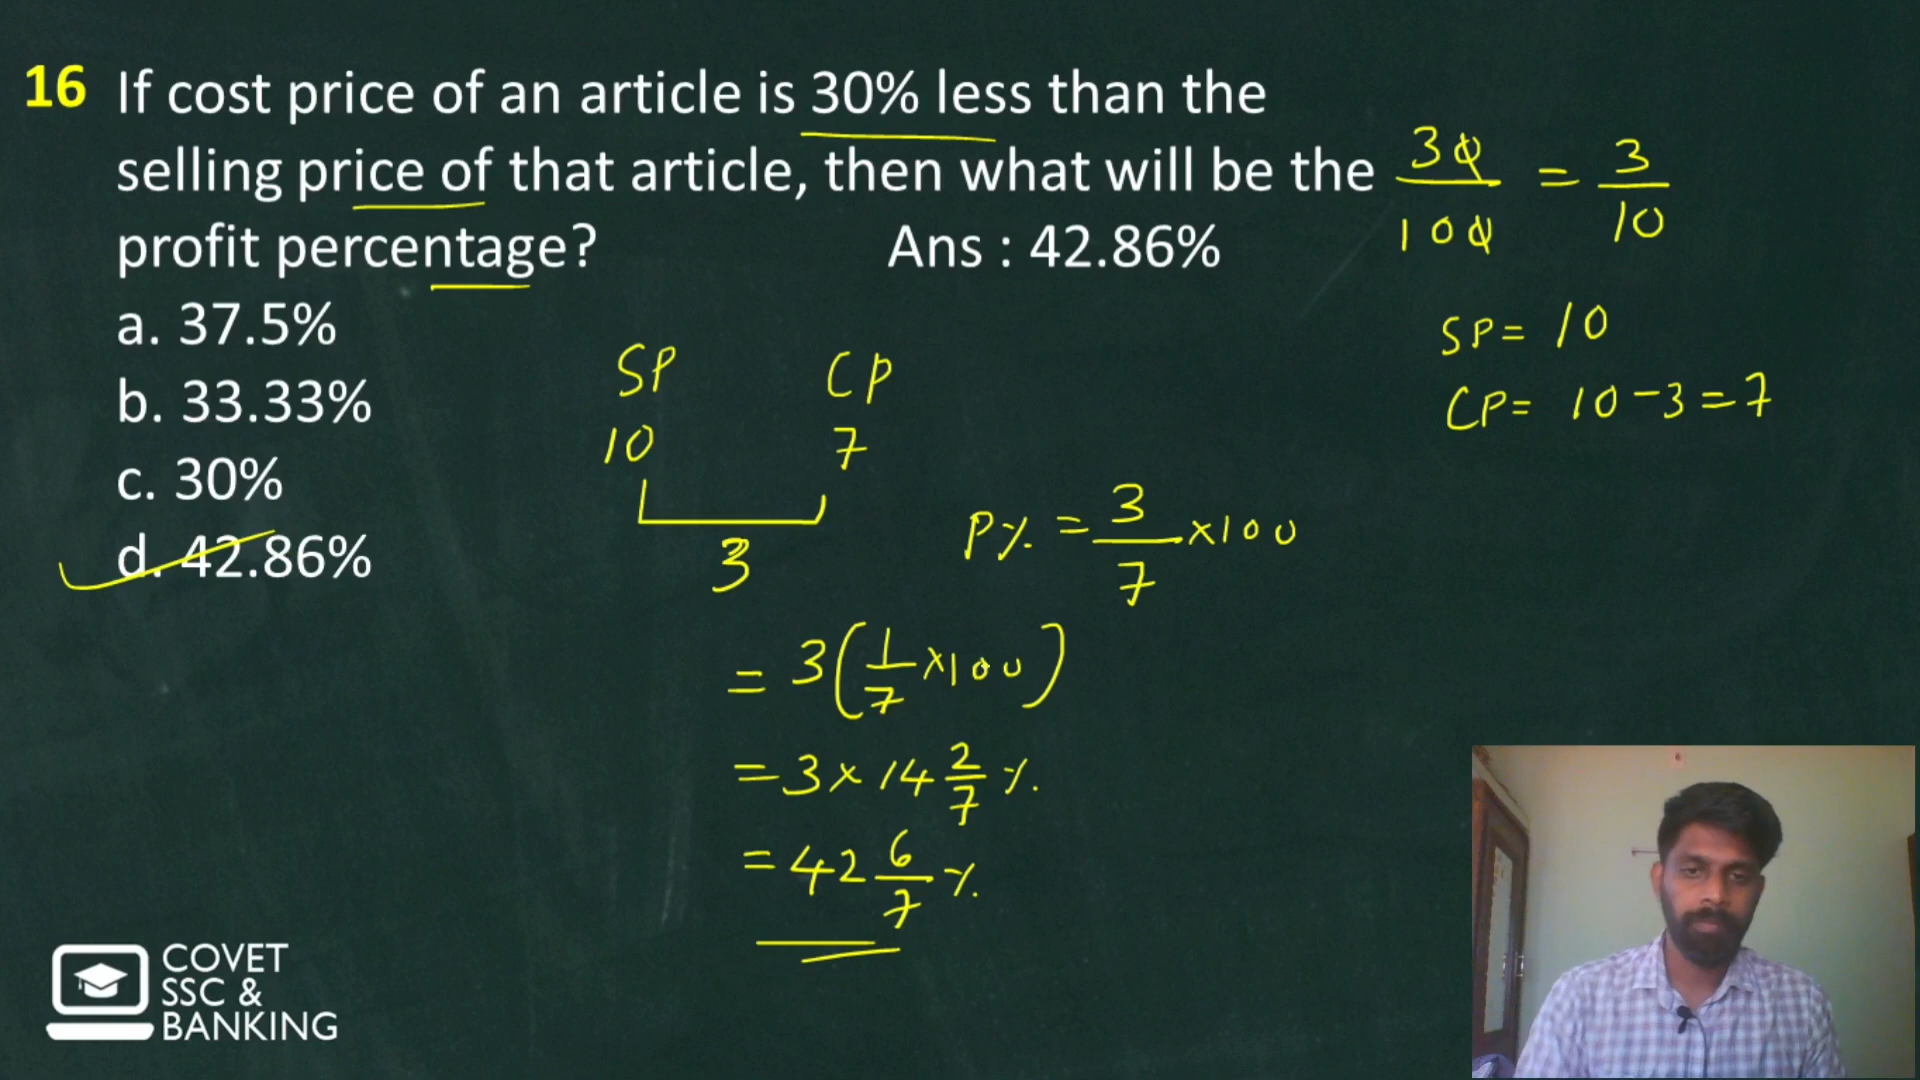 16 If cost price of an article is 30% less than the
selling price of that article, then what will be the
profit percentage? Ans : 42.86%
a. 37.5%
b. 33.33%
c. 30%
d. 42.86%
30/100 = 3/10
SP = 10
CP = 10 - 3 = 7
SP CP
10 7
3
P% = 3/7 ×100
= 3(1/7 ×100)
= 3 × 14 2/7 %
= 42 6/7 %
COVET
SSC &
BANKING